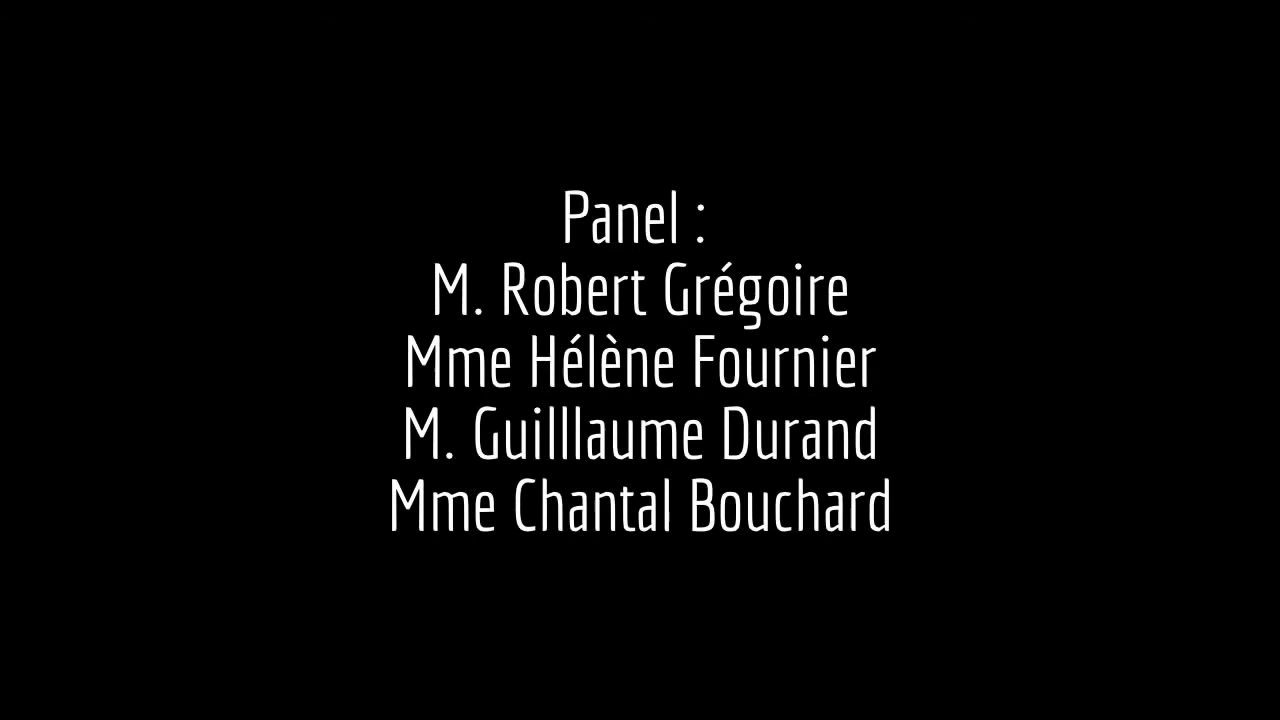 Panel :
M. Robert Grégoire
Mme Hélène Fournier
M. Guilllaume Durand
Mme Chantal Bouchard